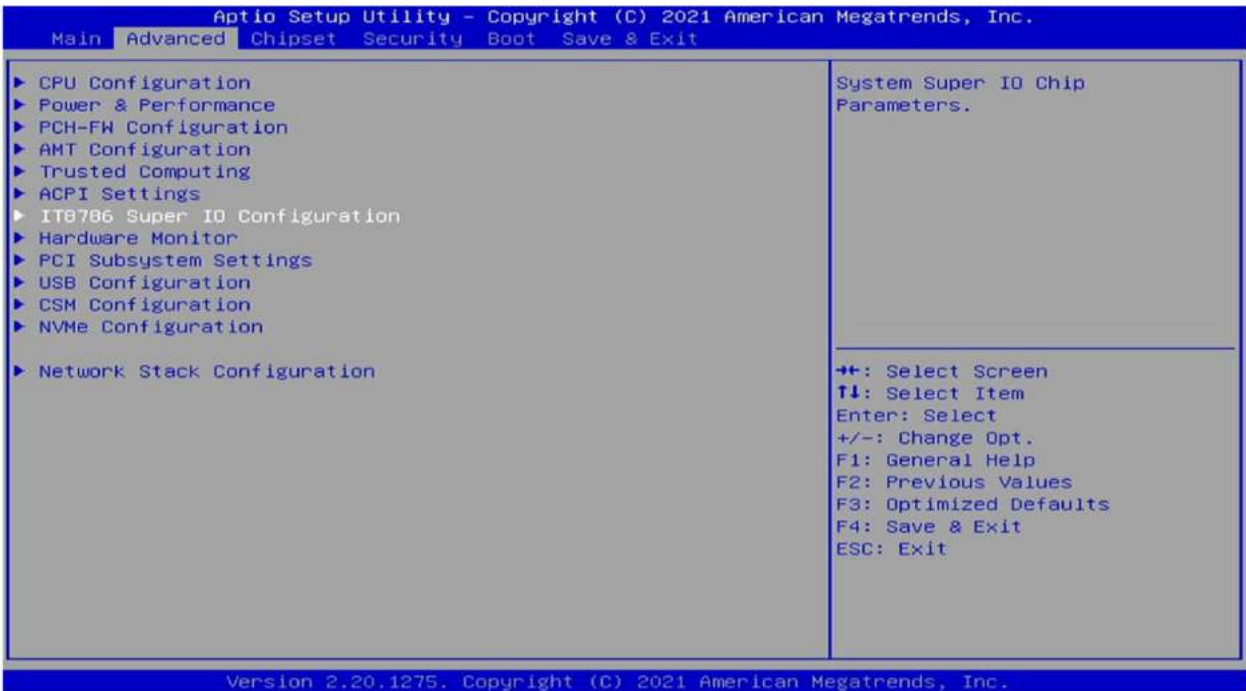 Aptio Setup Utility – Copyright (C) 2021 American Megatrends, Inc.
Main Advanced Chipset Security Boot Save & Exit
► CPU Configuration
► Power & Performance
► PCH-FW Configuration
► AMT Configuration
► Trusted Computing
► ACPI Settings
► IT8786 Super IO Configuration
► Hardware Monitor
► PCI Subsystem Settings
► USB Configuration
► CSM Configuration
► NVMe Configuration
► Network Stack Configuration
System Super IO Chip
Parameters.
→←: Select Screen
↑↓: Select Item
Enter: Select
+/-: Change Opt.
F1: General Help
F2: Previous Values
F3: Optimized Defaults
F4: Save & Exit
ESC: Exit
Version 2.20.1275. Copyright (C) 2021 American Megatrends, Inc.